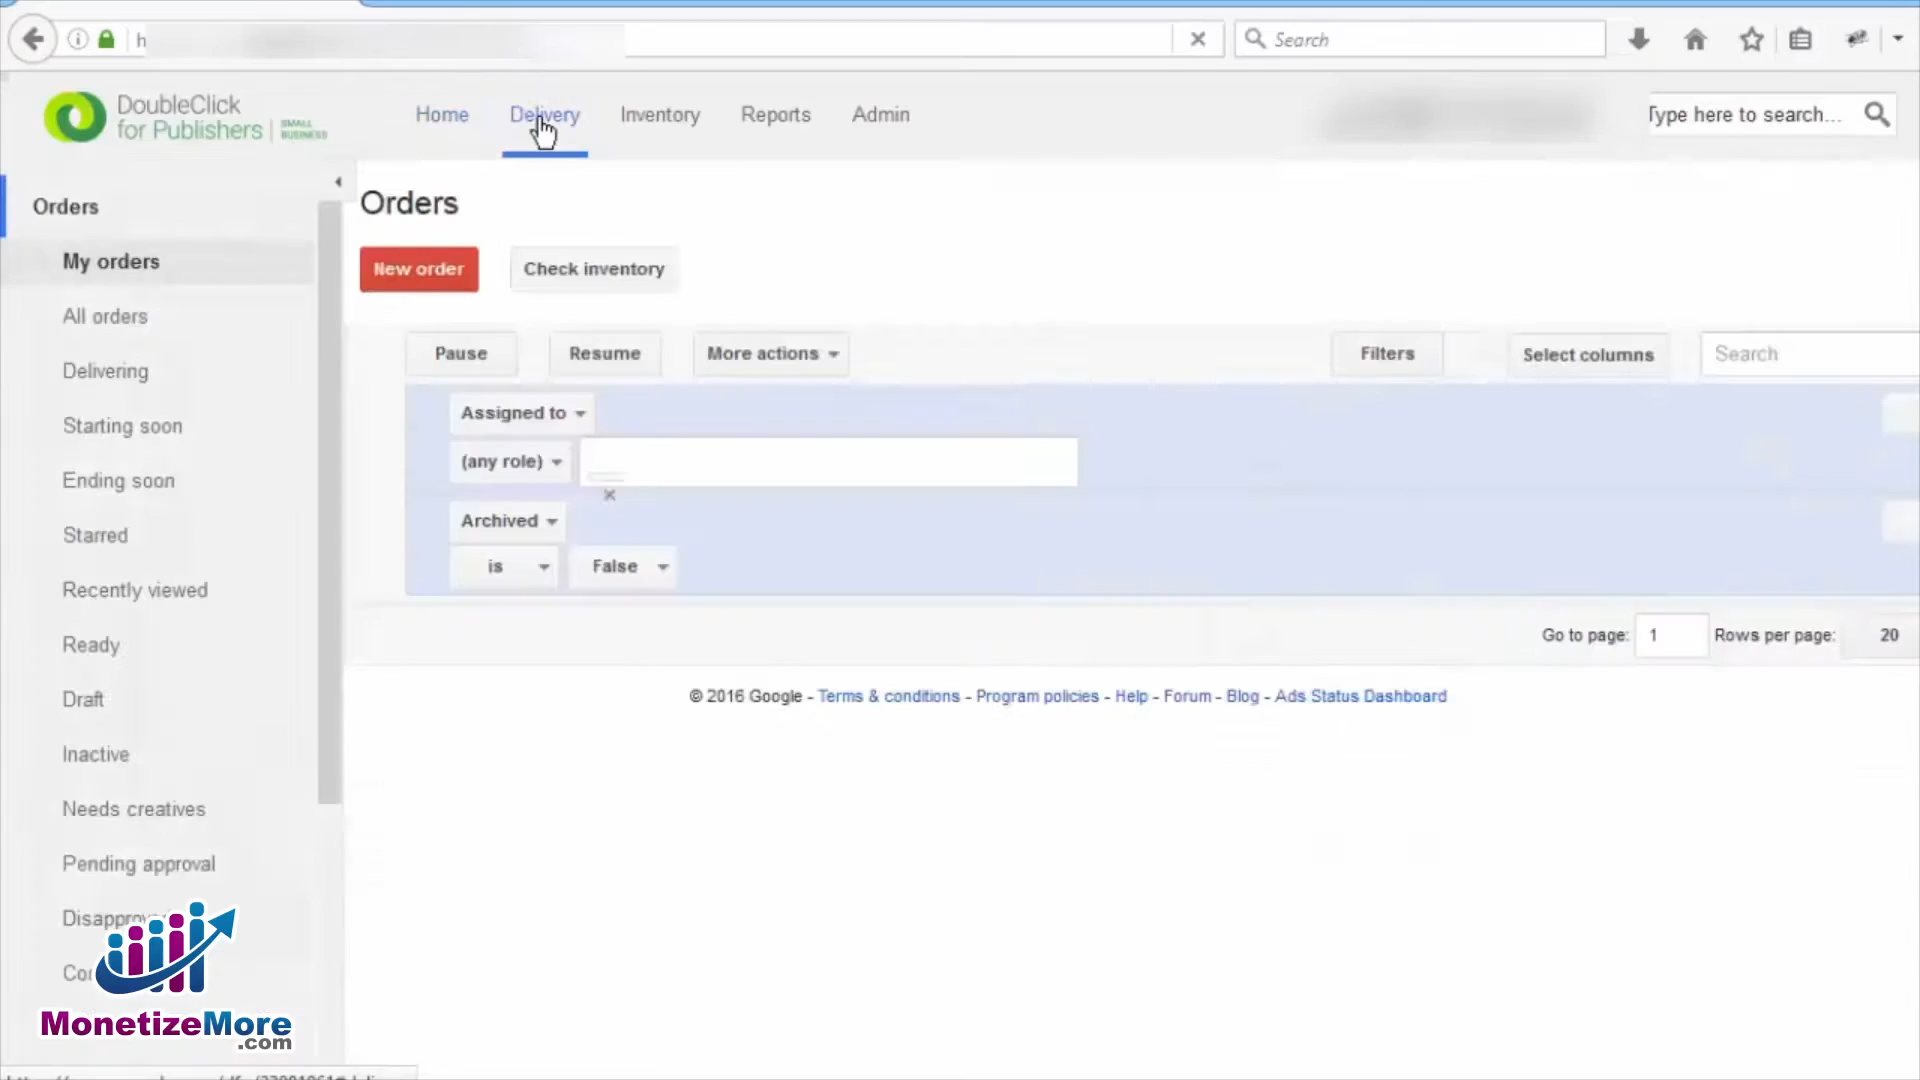 h
Search
DoubleClick
for Publishers
SMALL
BUSINESS
Home
Delivery
Inventory
Reports
Admin
Type here to search...
Orders
My orders
All orders
Delivering
Starting soon
Ending soon
Starred
Recently viewed
Ready
Draft
Inactive
Needs creatives
Pending approval
Orders
New order
Check inventory
Pause
Resume
More actions
Filters
Select columns
Search
Assigned to
(any role)
Archived
is
False
Go to page: 1 Rows per page: 20
© 2016 Google - Terms & conditions - Program policies - Help - Forum - Blog - Ads Status Dashboard
MonetizeMore
.com